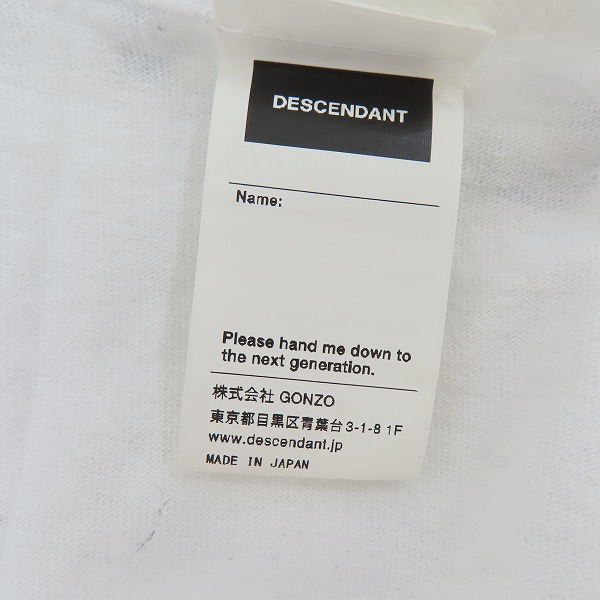 DESCENDANT
Name:
Please hand me down to
the next generation.
株式会社 GONZO
東京都目黒区青葉台3-1-8 1F
www.descendant.jp
MADE IN JAPAN